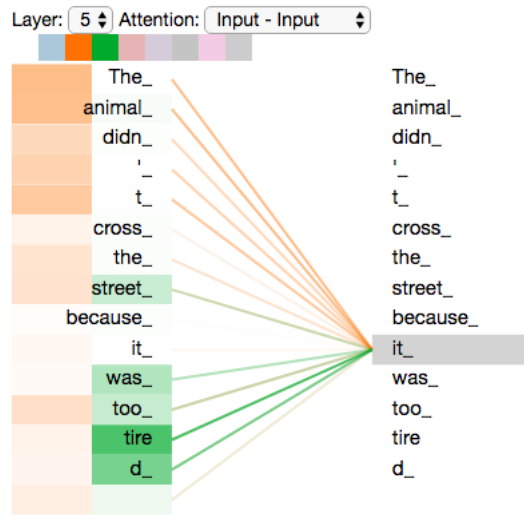 Layer: 5 Attention: Input - Input
The_ The_
animal_ animal_
didn_ didn_
'_ '_
t_ t_
cross_ cross_
the_ the_
street_ street_
because_ because_
it_ it_
was_ was_
too_ too_
tire tire
d_ d_